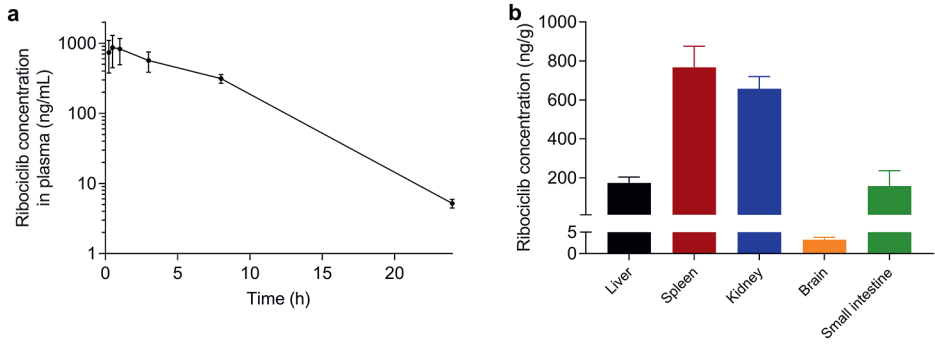 a
Ribociclib concentration
in plasma (ng/mL)
1000
100
10
1
0
5
10
15
20
Time (h)
b
Ribociclib concentration (ng/g)
1000
800
600
400
200
5
0
Liver
Spleen
Kidney
Brain
Small intestine